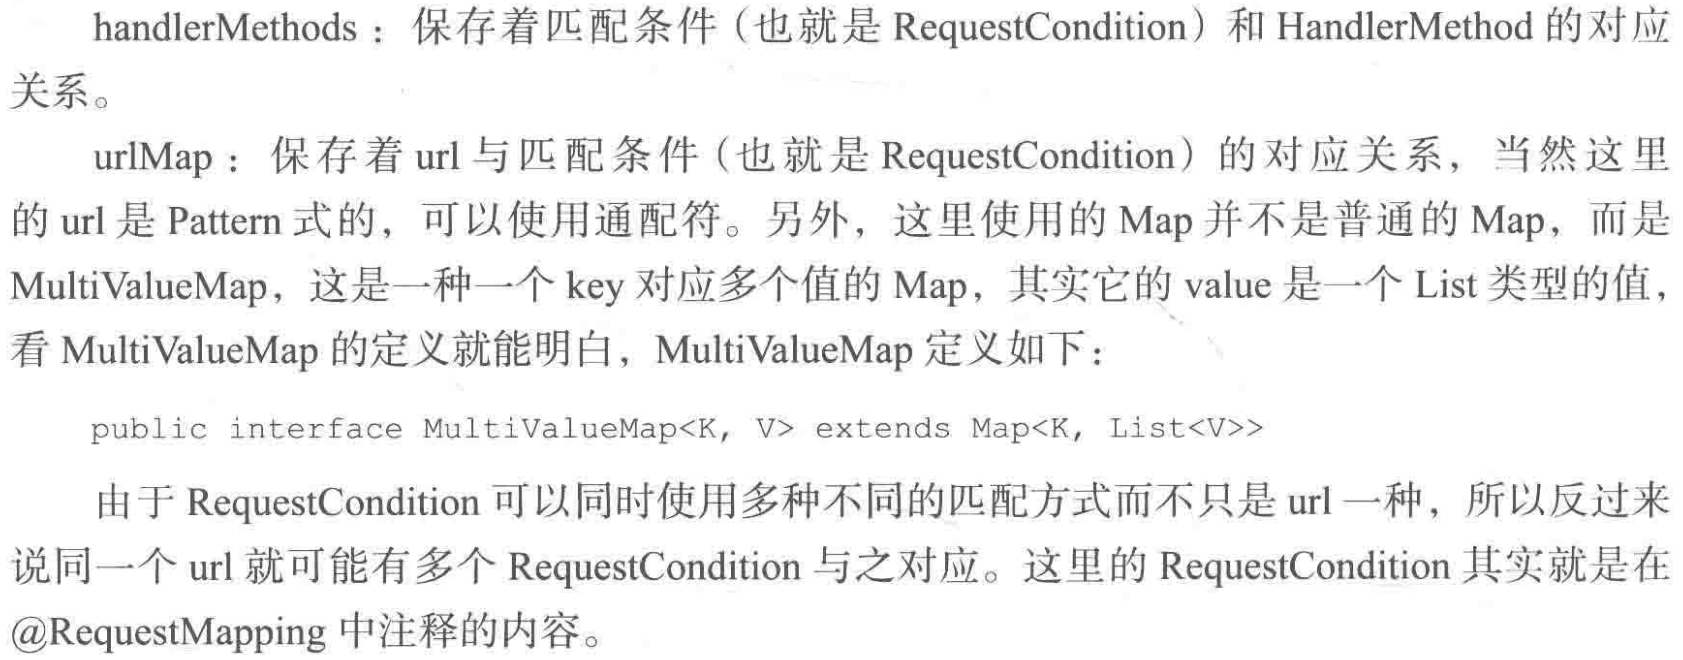 handlerMethods：保存着匹配条件（也就是 RequestCondition）和 HandlerMethod 的对应
关系。
urlMap：保存着 url 与匹配条件（也就是 RequestCondition）的对应关系，当然这里
的 url 是 Pattern 式的，可以使用通配符。另外，这里使用的 Map 并不是普通的 Map，而是
MultiValueMap，这是一种一个 key 对应多个值的 Map，其实它的 value 是一个 List 类型的值，
看 MultiValueMap 的定义就能明白，MultiValueMap 定义如下：
public interface MultiValueMap<K, V> extends Map<K, List<V>>
由于 RequestCondition 可以同时使用多种不同的匹配方式而不只是 url 一种，所以反过来
说同一个 url 就可能有多个 RequestCondition 与之对应。这里的 RequestCondition 其实就是在
@RequestMapping 中注释的内容。